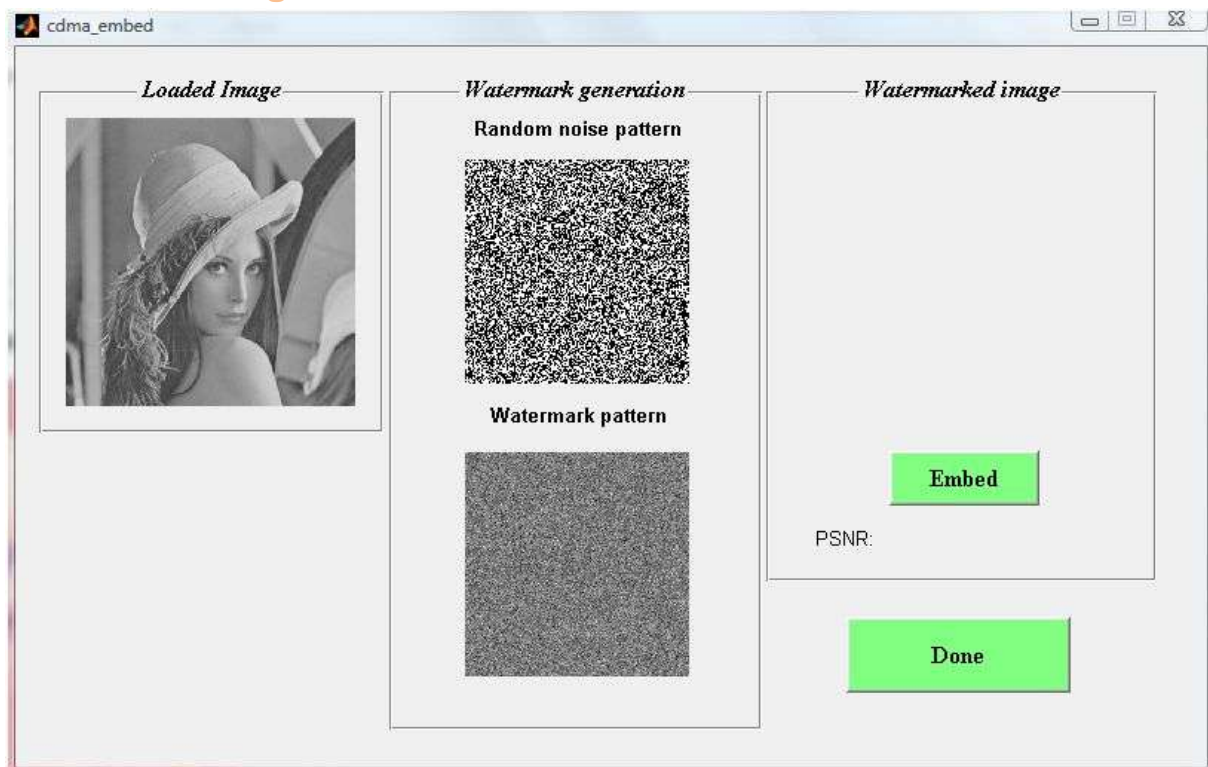 cdma_embed
Loaded Image
Watermark generation
Random noise pattern
Watermark pattern
Watermarked image
Embed
PSNR:
Done